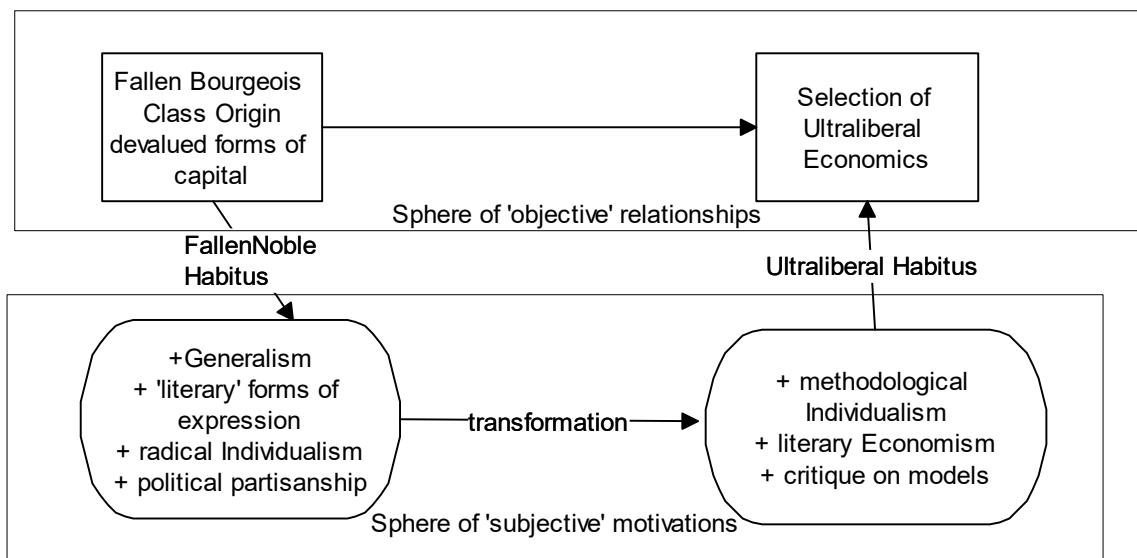 Fallen Bourgeois
Class Origin
devalued forms of
capital
Selection of
Ultraliberal
Economics
Sphere of 'objective' relationships
FallenNoble
Habitus
Ultraliberal Habitus
+Generalism
+ 'literary' forms of
expression
+ radical Individualism
+ political partisanship
transformation
+ methodological
Individualism
+ literary Economism
+ critique on models
Sphere of 'subjective' motivations